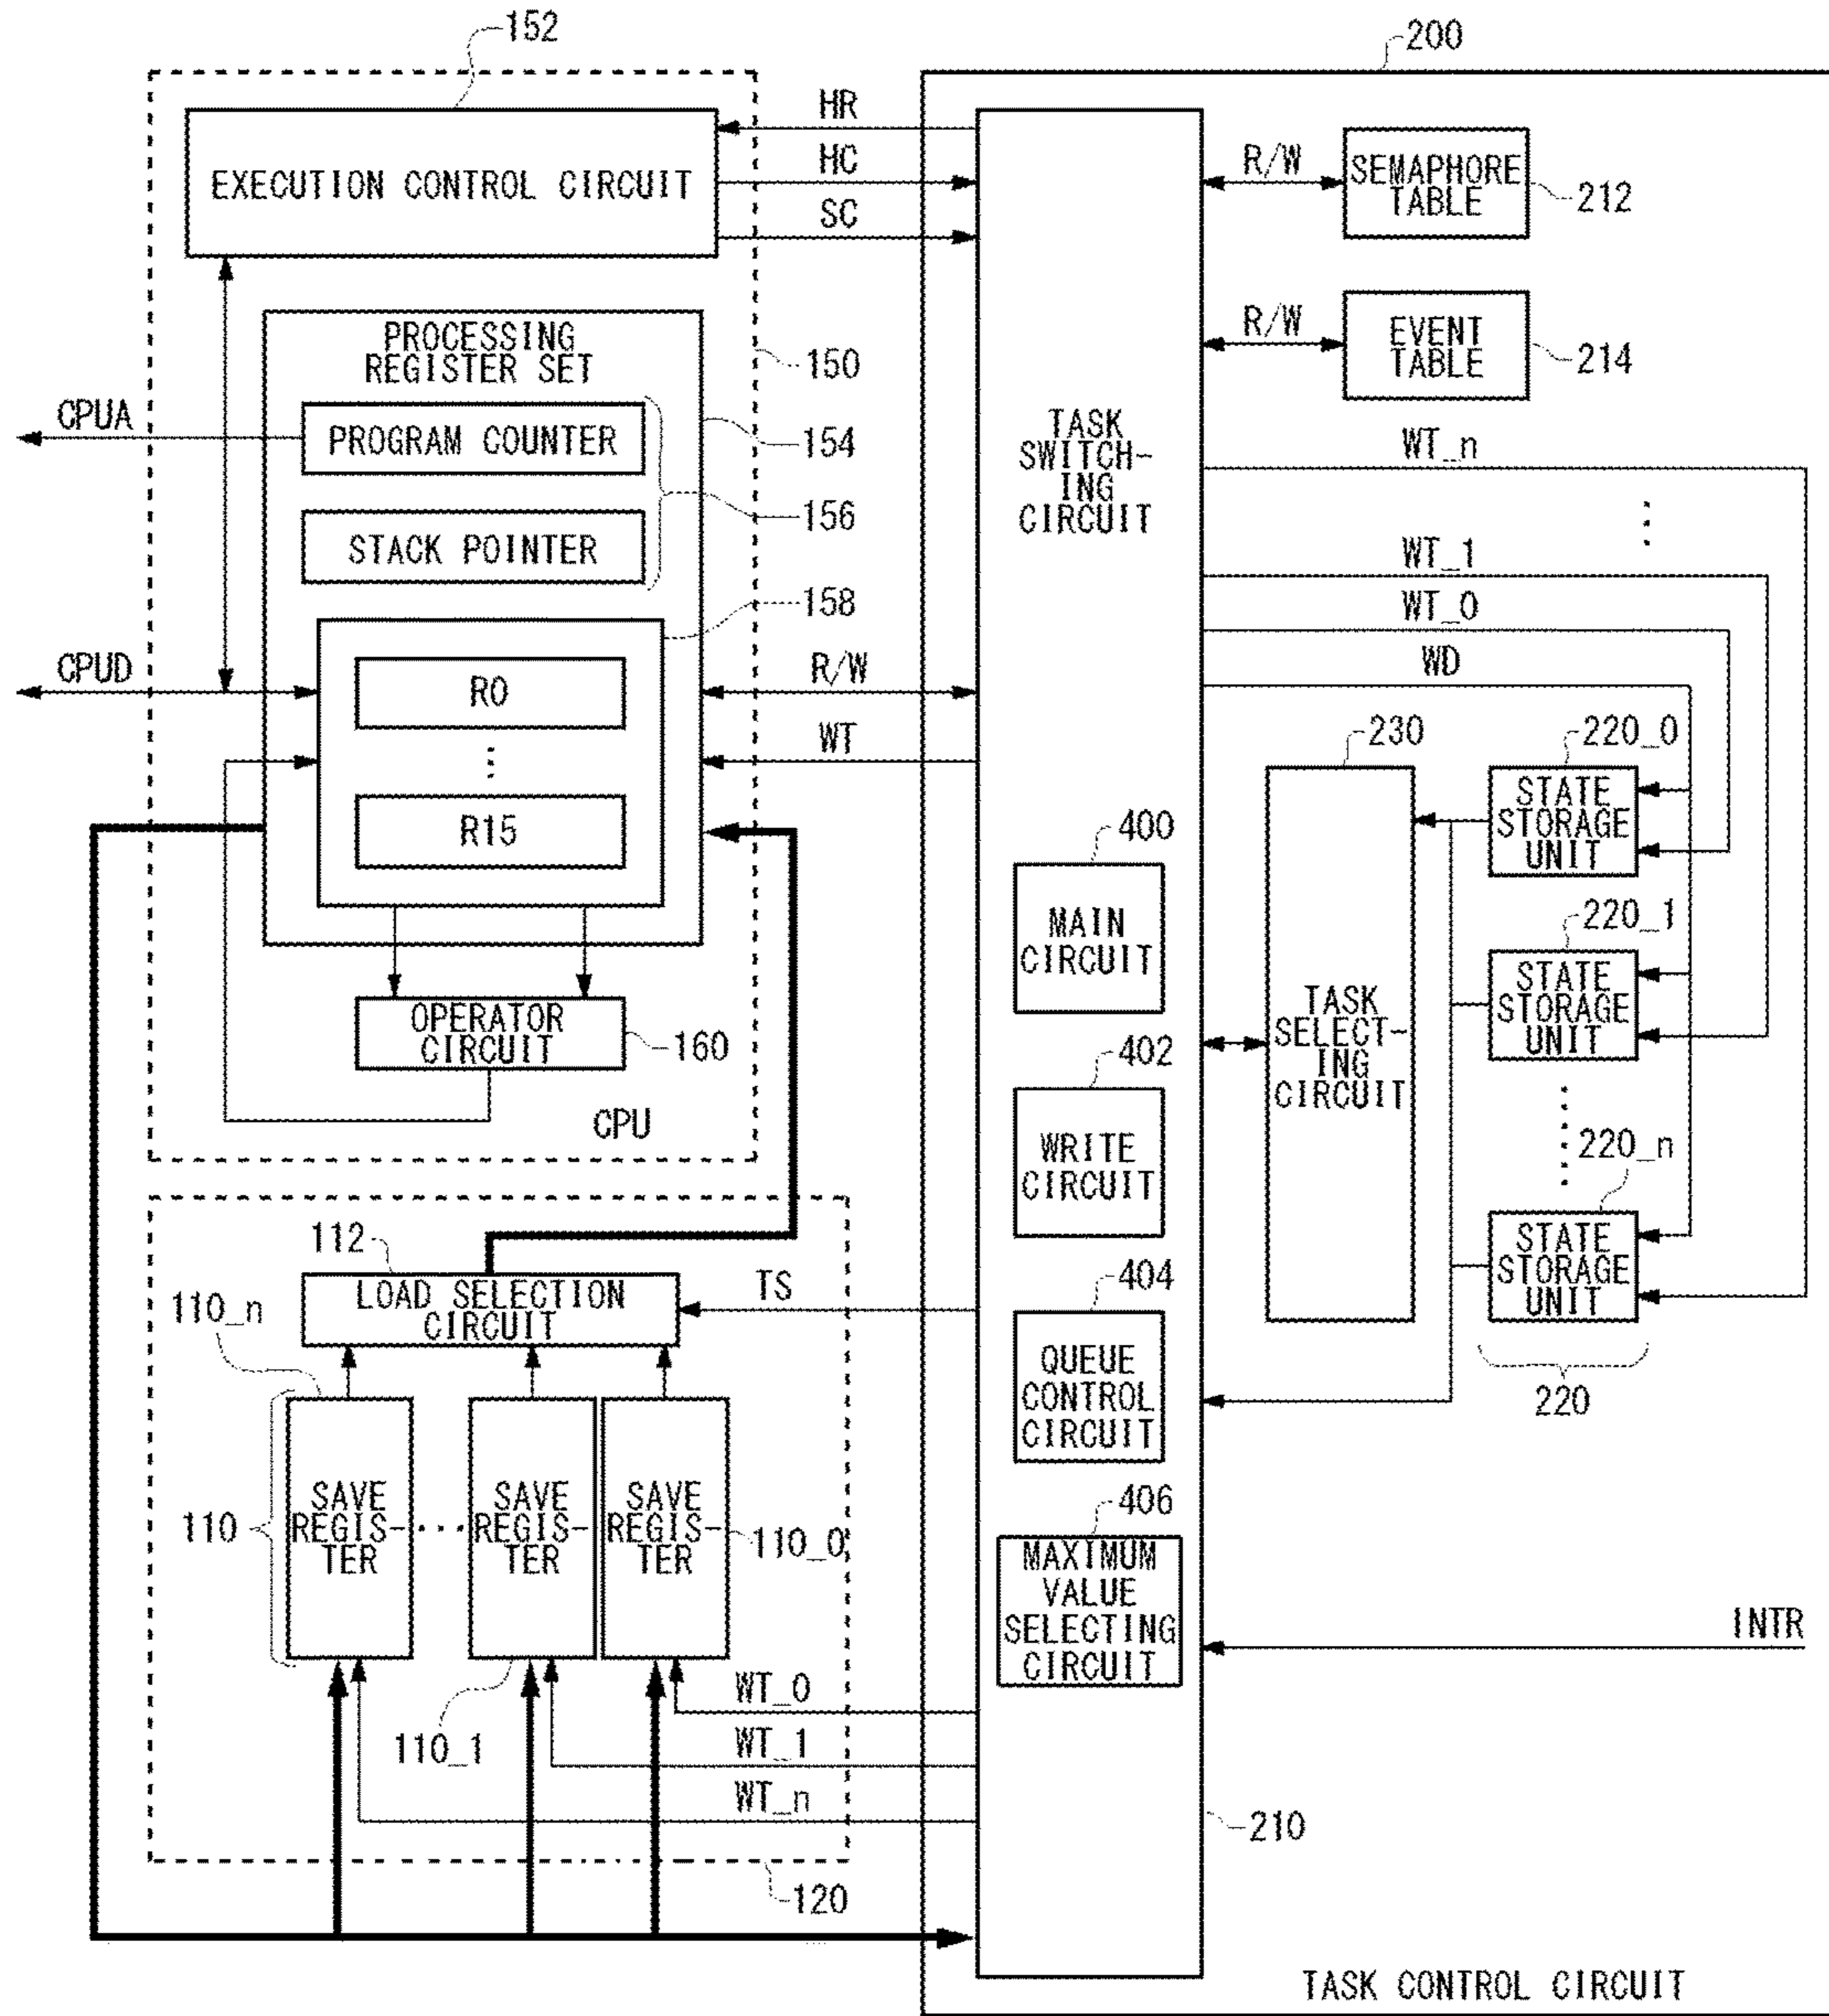 152
200
HR
HC
SC
EXECUTION CONTROL CIRCUIT
R/W
SEMAPHORE
TABLE
212
PROCESSING
REGISTER SET
150
R/W
EVENT
TABLE
214
CPUA
PROGRAM COUNTER
154
TASK
SWITCH-
ING
CIRCUIT
WT_n
156
STACK POINTER
WT_1
158
WT_0
CPUD
R0
R/W
WD
WT
230
220_0
STATE
STORAGE
UNIT
R15
400
MAIN
CIRCUIT
220_1
STATE
STORAGE
UNIT
TASK
SELECT-
ING
CIRCUIT
OPERATOR
CIRCUIT
160
402
CPU
WRITE
CIRCUIT
220_n
STATE
STORAGE
UNIT
112
LOAD SELECTION
CIRCUIT
TS
404
110_n
QUEUE
CONTROL
CIRCUIT
220
110
SAVE
REGIS-
TER
...
SAVE
REGIS-
TER
SAVE
REGIS-
TER
110_0
406
MAXIMUM
VALUE
SELECTING
CIRCUIT
INTR
WT_0
110_1
WT_1
WT_n
210
120
TASK CONTROL CIRCUIT